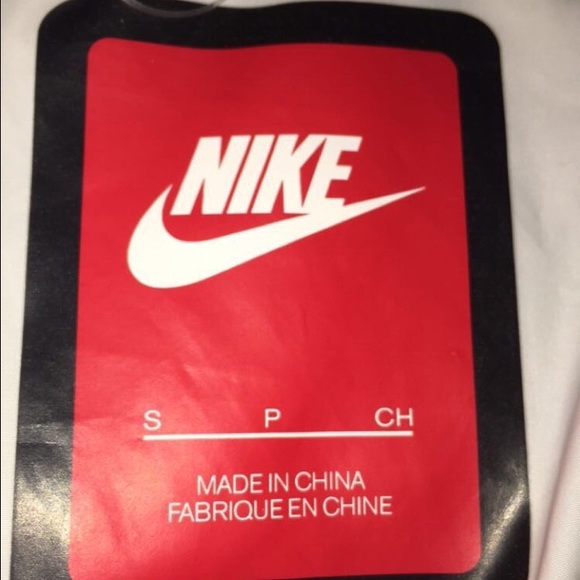 NIKE
S P CH
MADE IN CHINA
FABRIQUE EN CHINE